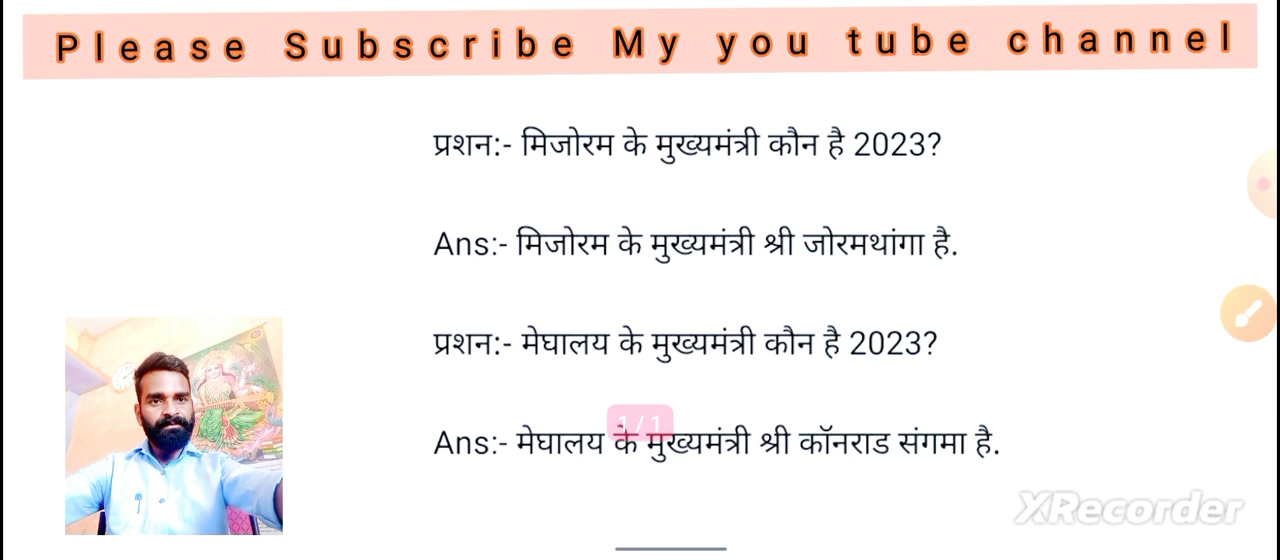 Please Subscribe My you tube channel
प्रशन:- मिजोरम के मुख्यमंत्री कौन है 2023?
Ans:- मिजोरम के मुख्यमंत्री श्री जोरमथांगा है.
प्रशन:- मेघालय के मुख्यमंत्री कौन है 2023?
1/1
Ans:- मेघालय के मुख्यमंत्री श्री कॉनराड संगमा है.
XRecorder